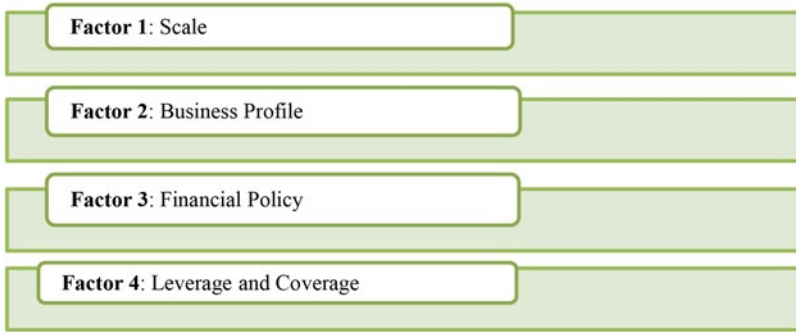 Factor 1: Scale
Factor 2: Business Profile
Factor 3: Financial Policy
Factor 4: Leverage and Coverage